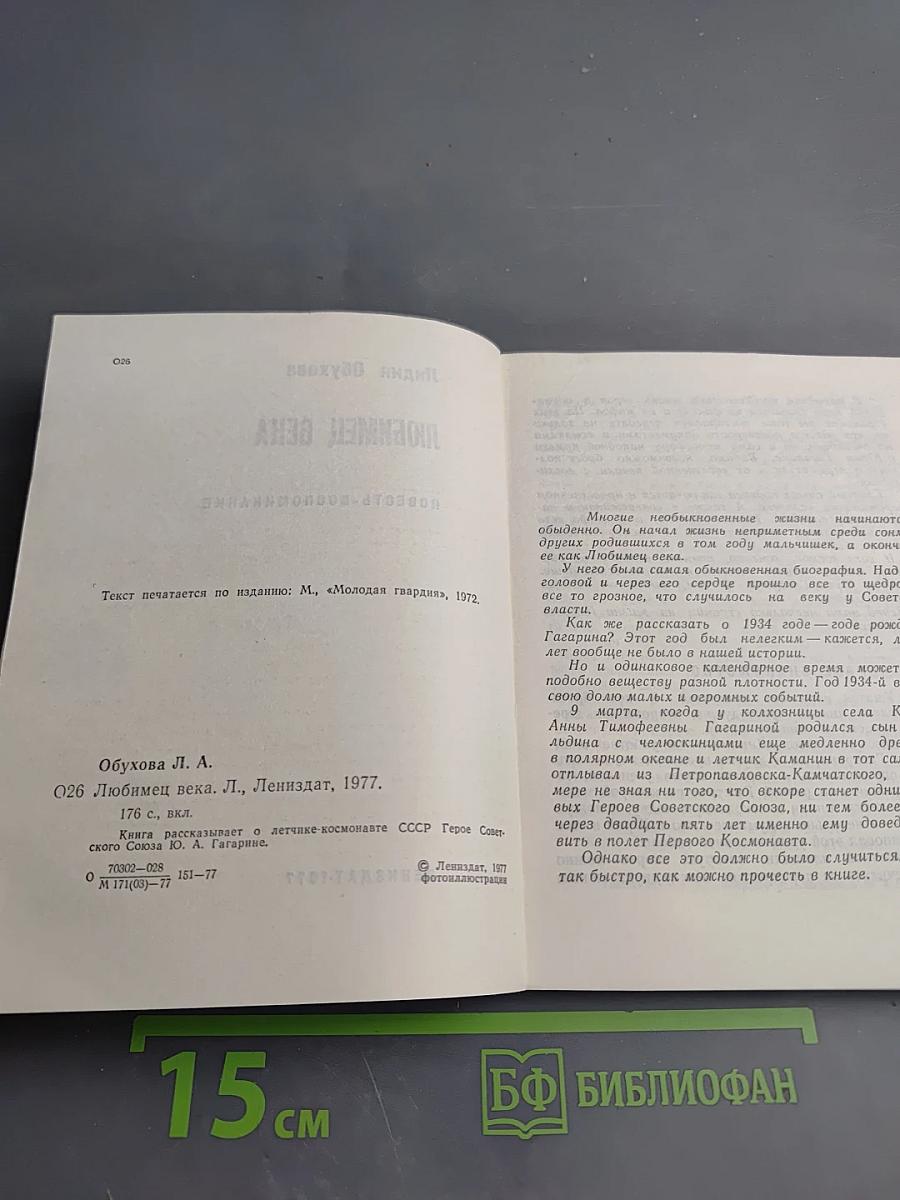 О26
Текст печатается по изданию: М., «Молодая гвардия», 1972.
Обухова Л. А.
О26 Любимец века. Л., Лениздат, 1977.
176 с., вкл.
Книга рассказывает о летчике-космонавте СССР Герое Совет-
ского Союза Ю. А. Гагарине.
О 70302—028 151—77
М 171(03)—77
© Лениздат, 1977
фотоиллюстрации
Многие необыкновенные жизни начинаютс
обыденно. Он начал жизнь неприметным среди сонм
других родившихся в том году мальчишек, а оконч
ее как Любимец века.
У него была самая обыкновенная биография. Над
головой и через его сердце прошло все то щедро
все то грозное, что случилось на веку у Совет
власти.
Как же рассказать о 1934 годе — годе рожд
Гагарина? Этот год был нелегким — кажется, л
лет вообще не было в нашей истории.
Но и одинаковое календарное время может
подобно веществу разной плотности. Год 1934-й в
свою долю малых и огромных событий.
9 марта, когда у колхозницы села К
Анны Тимофеевны Гагариной родился сын
льдина с челюскинцами еще медленно дре
в полярном океане и летчик Каманин в тот сам
отплывал из Петропавловска-Камчатского,
мере не зная ни того, что вскоре станет одни
вых Героев Советского Союза, ни тем более
через двадцать пять лет именно ему довед
вить в полет Первого Космонавта.
Однако все это должно было случиться
так быстро, как можно прочесть в книге.
15 см
БФ БИБЛИОФАН